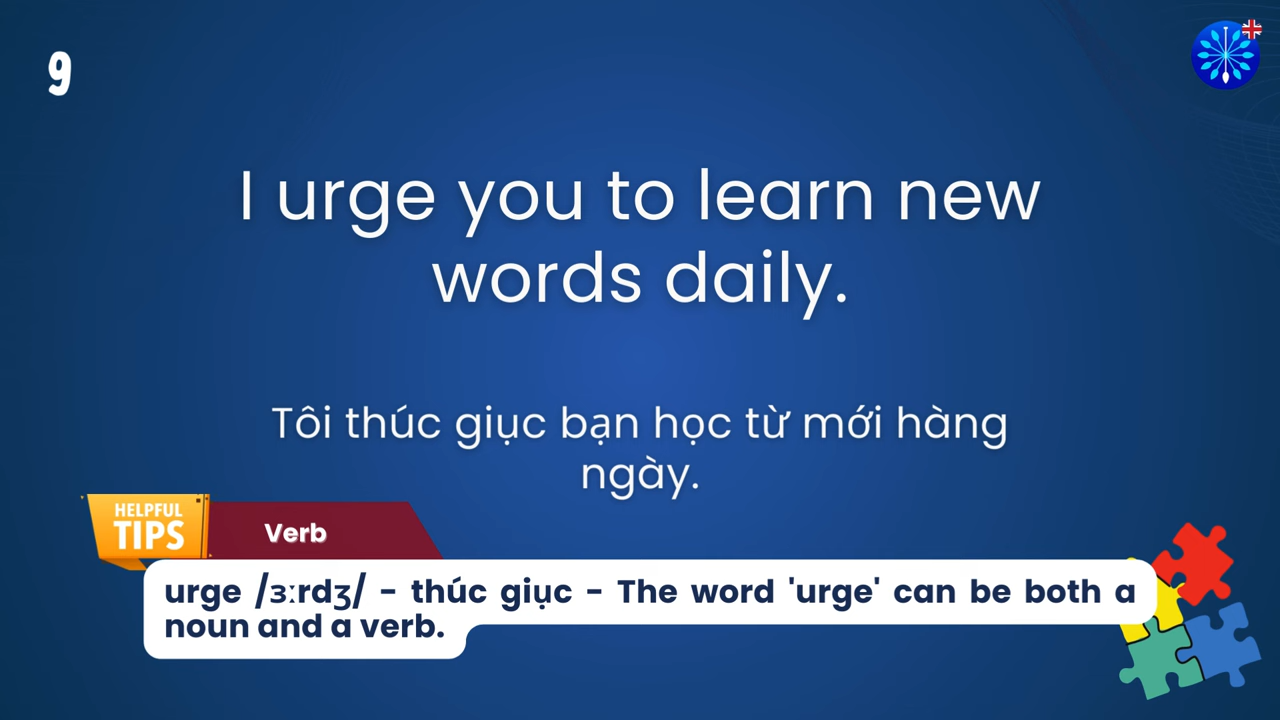 9
I urge you to learn new
words daily.
Tôi thúc giục bạn học từ mới hàng
ngày.
HELPFUL
TIPS
Verb
urge /ɜːrdʒ/ - thúc giục - The word 'urge' can be both a
noun and a verb.